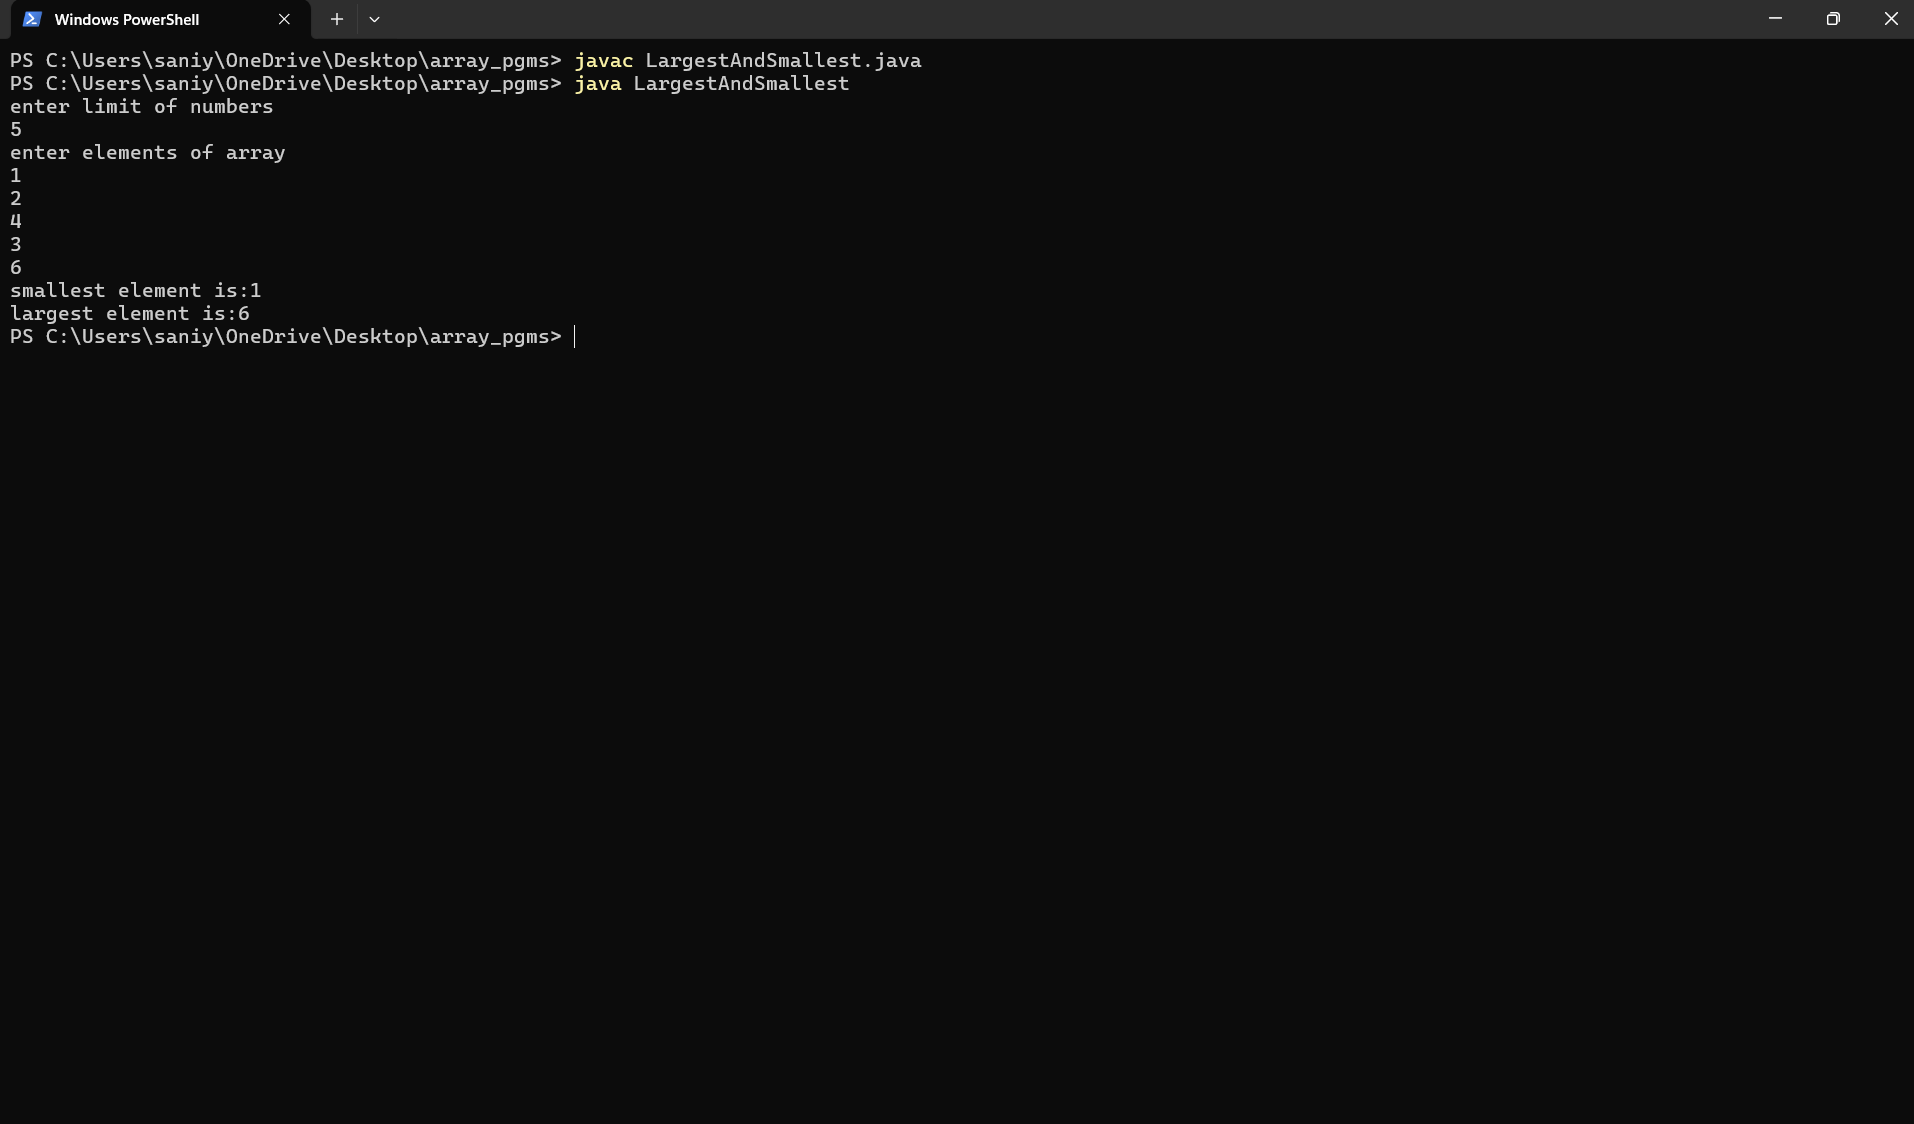 Windows PowerShell
PS C:\Users\saniy\OneDrive\Desktop\array_pgms> javac LargestAndSmallest.java
PS C:\Users\saniy\OneDrive\Desktop\array_pgms> java LargestAndSmallest
enter limit of numbers
5
enter elements of array
1
2
4
3
6
smallest element is:1
largest element is:6
PS C:\Users\saniy\OneDrive\Desktop\array_pgms>